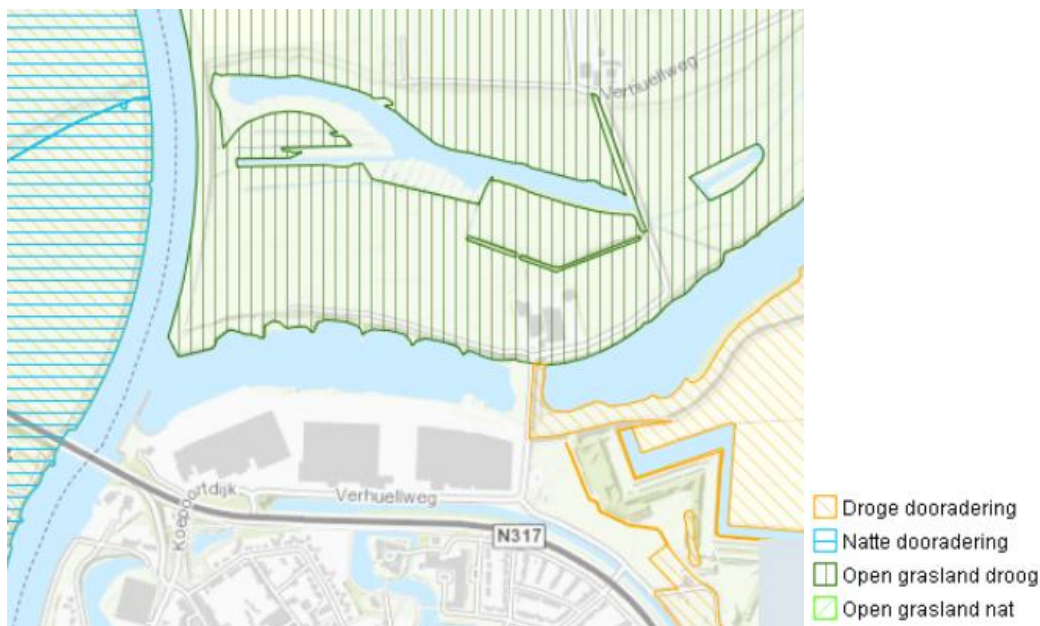 Verhuellweg
Koepoortdijk
Verhuellweg
N317
Droge dooradering
Natte dooradering
Open grasland droog
Open grasland nat